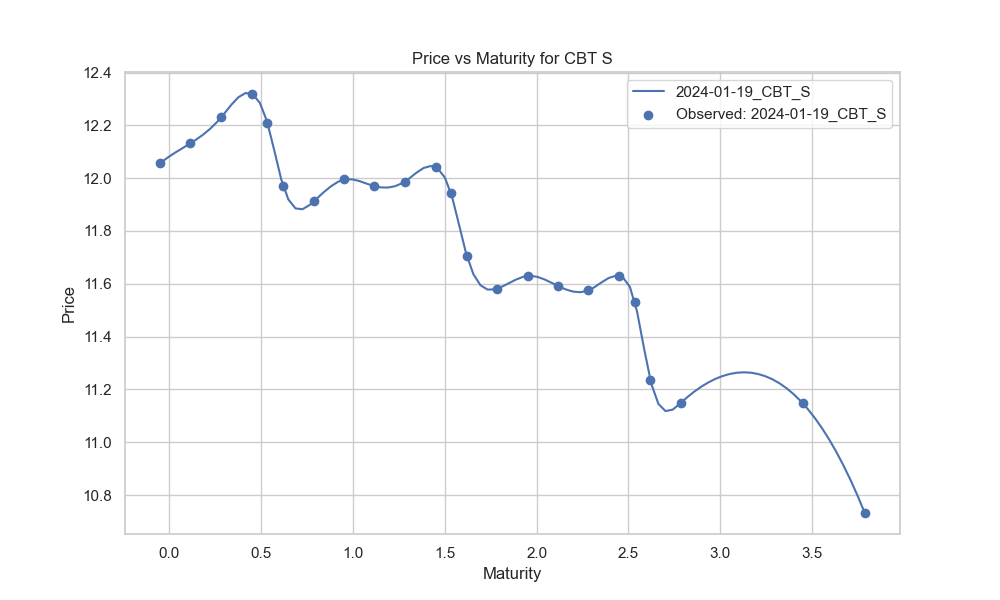 Price vs Maturity for CBT S
2024-01-19_CBT_S
Observed: 2024-01-19_CBT_S
Price
12.4
12.2
12.0
11.8
11.6
11.4
11.2
11.0
10.8
0.0 0.5 1.0 1.5 2.0 2.5 3.0 3.5
Maturity